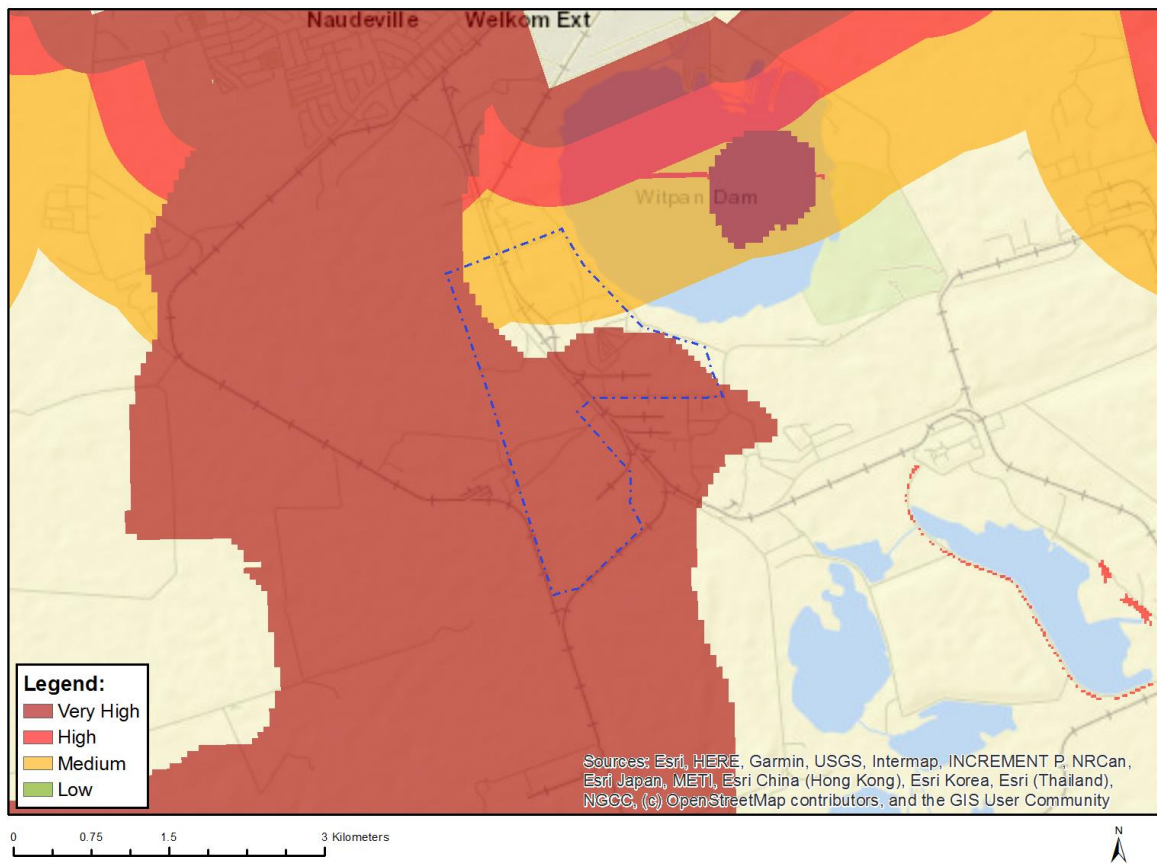 Naudeville Welkom Ext
Witpan Dam
Legend:
Very High
High
Medium
Low
Sources: Esri, HERE, Garmin, USGS, Intermap, INCREMENT P, NRCan,
Esri Japan, METI, Esri China (Hong Kong), Esri Korea, Esri (Thailand),
NGCC, (c) OpenStreetMap contributors, and the GIS User Community
0 0.75 1.5 3 Kilometers
N